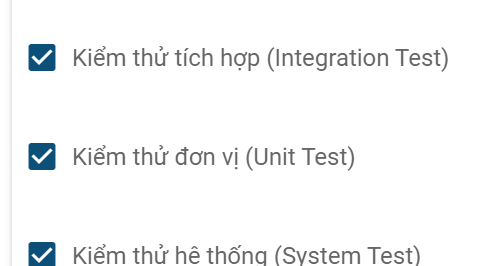 Kiểm thử tích hợp (Integration Test)
Kiểm thử đơn vị (Unit Test)
Kiểm thử hệ thống (System Test)